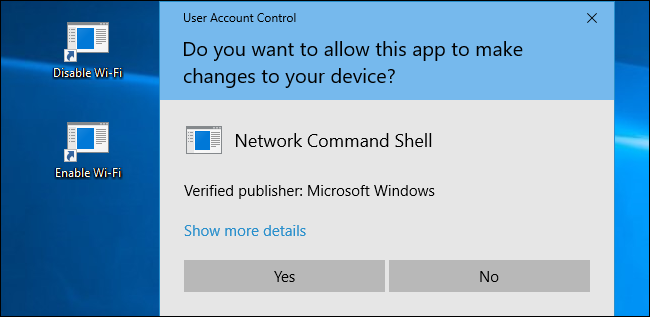 Disable Wi-Fi
Enable Wi-Fi
User Account Control
Do you want to allow this app to make
changes to your device?
Network Command Shell
Verified publisher: Microsoft Windows
Show more details
Yes
No